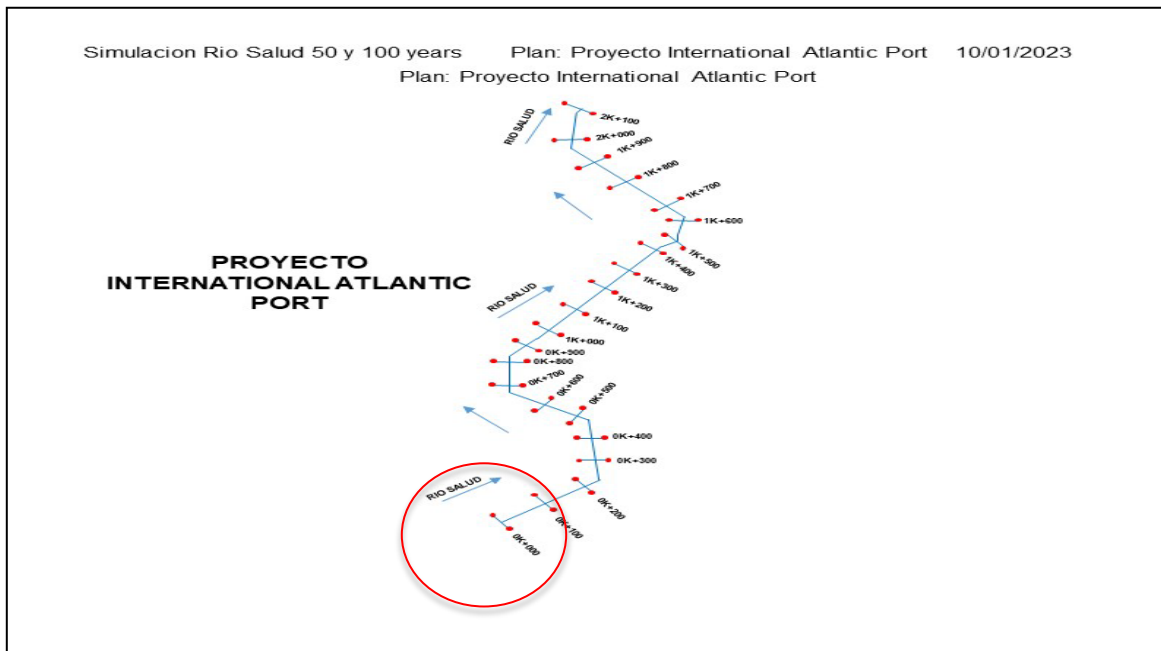 Simulacion Rio Salud 50 y 100 years Plan: Proyecto International Atlantic Port 10/01/2023
Plan: Proyecto International Atlantic Port
RIO SALUD
2K+100
2K+000
1K+900
1K+800
1K+700
1K+600
1K+500
1K+400
PROYECTO
INTERNATIONAL ATLANTIC
PORT
1K+300
RIO SALUD
1K+200
1K+100
1K+000
0K+900
0K+800
0K+700
0K+600
0K+500
0K+400
0K+300
RIO SALUD
0K+200
0K+100
0K+000